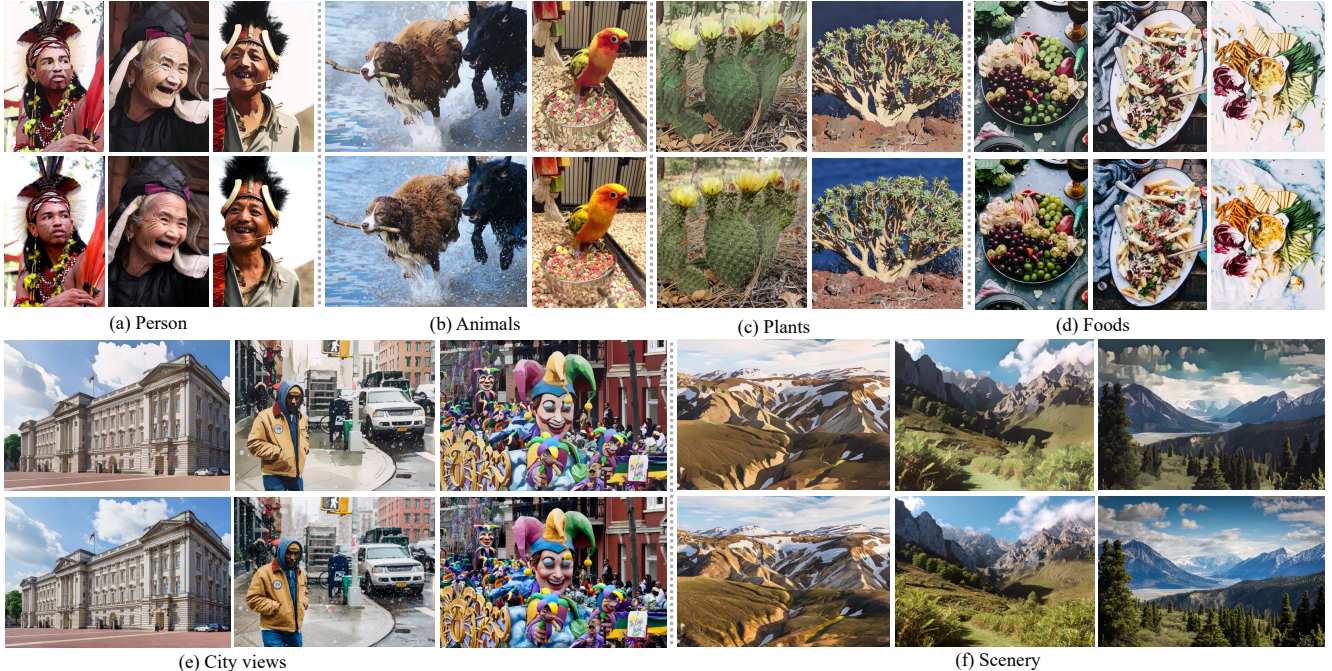 (a) Person
(b) Animals
(c) Plants
(d) Foods
(e) City views
(f) Scenery